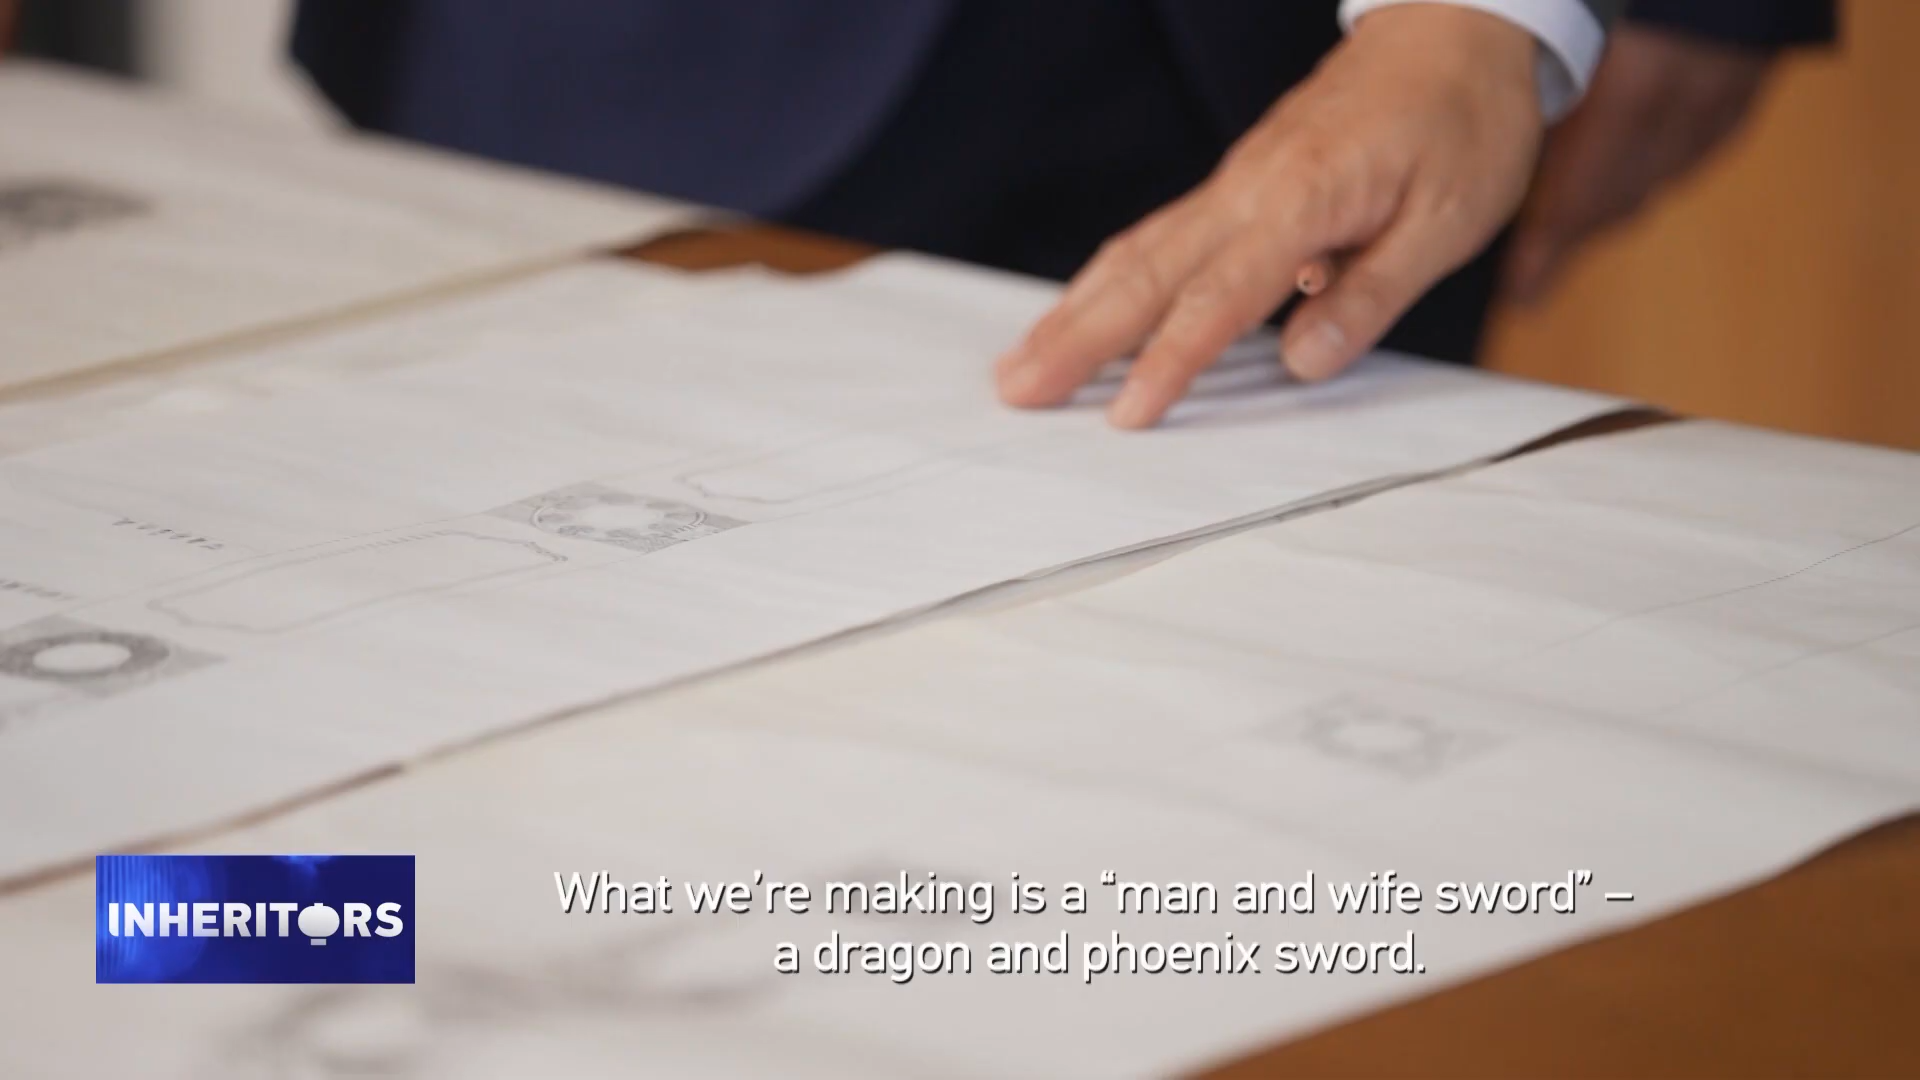 INHERITORS
What we're making is a “man and wife sword” –
a dragon and phoenix sword.